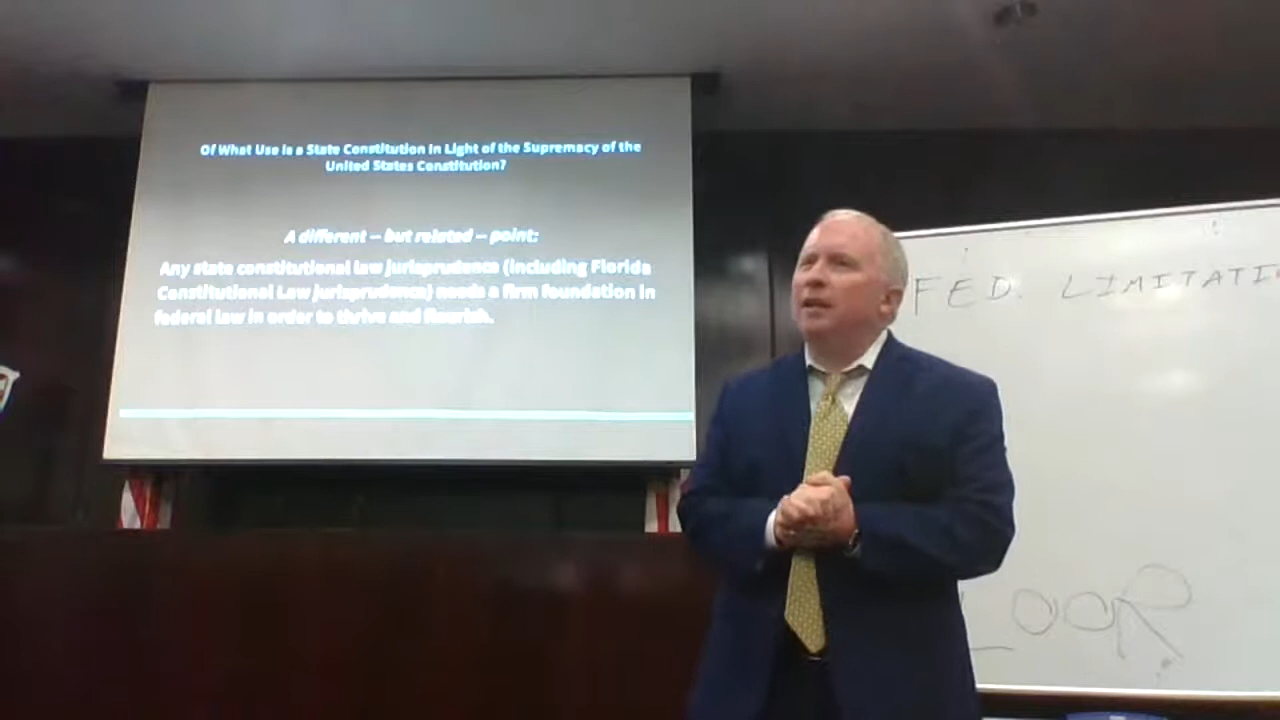 Of What Use is a State Constitution in Light of the Supremacy of the
United States Constitution?
A different – but related – point:
Any state constitutional law jurisprudence (including Florida
Constitutional Law jurisprudence) needs a firm foundation in
federal law in order to thrive and flourish.
FED. LIMITATI
LOOR